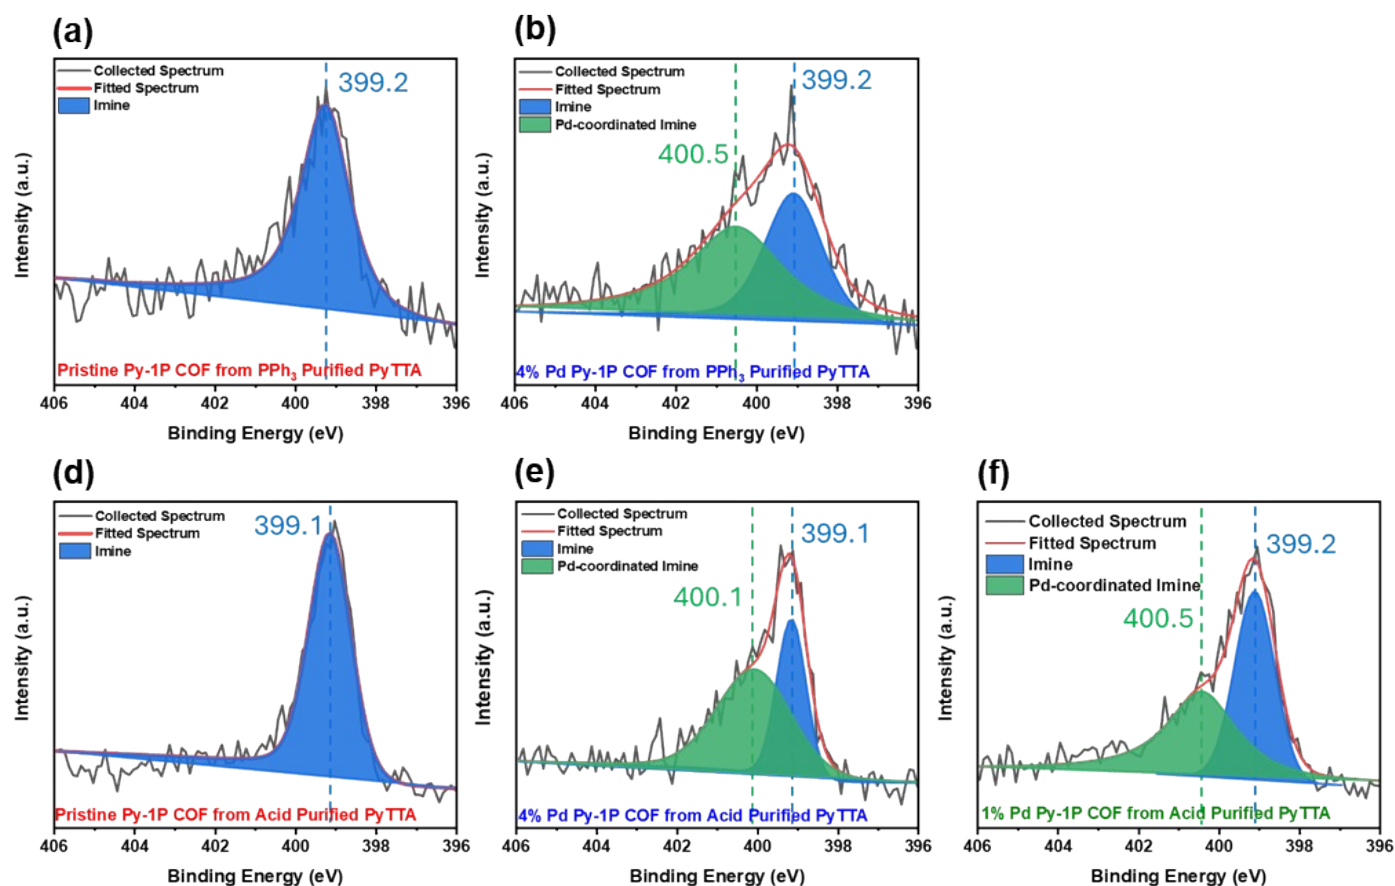 (a)
Collected Spectrum
Fitted Spectrum
Imine
399.2
Intensity (a.u.)
Pristine Py-1P COF from PPh3 Purified PyTTA
406 404 402 400 398 396
Binding Energy (eV)
(b)
Collected Spectrum
Fitted Spectrum
Imine
Pd-coordinated Imine
399.2
400.5
Intensity (a.u.)
4% Pd Py-1P COF from PPh3 Purified PyTTA
406 404 402 400 398 396
Binding Energy (eV)
(d)
Collected Spectrum
Fitted Spectrum
Imine
399.1
Intensity (a.u.)
Pristine Py-1P COF from Acid Purified PyTTA
406 404 402 400 398 396
Binding Energy (eV)
(e)
Collected Spectrum
Fitted Spectrum
Imine
Pd-coordinated Imine
399.1
400.1
Intensity (a.u.)
4% Pd Py-1P COF from Acid Purified PyTTA
406 404 402 400 398 396
Binding Energy (eV)
(f)
Collected Spectrum
Fitted Spectrum
Imine
Pd-coordinated Imine
399.2
400.5
Intensity (a.u.)
1% Pd Py-1P COF from Acid Purified PyTTA
406 404 402 400 398 396
Binding Energy (eV)